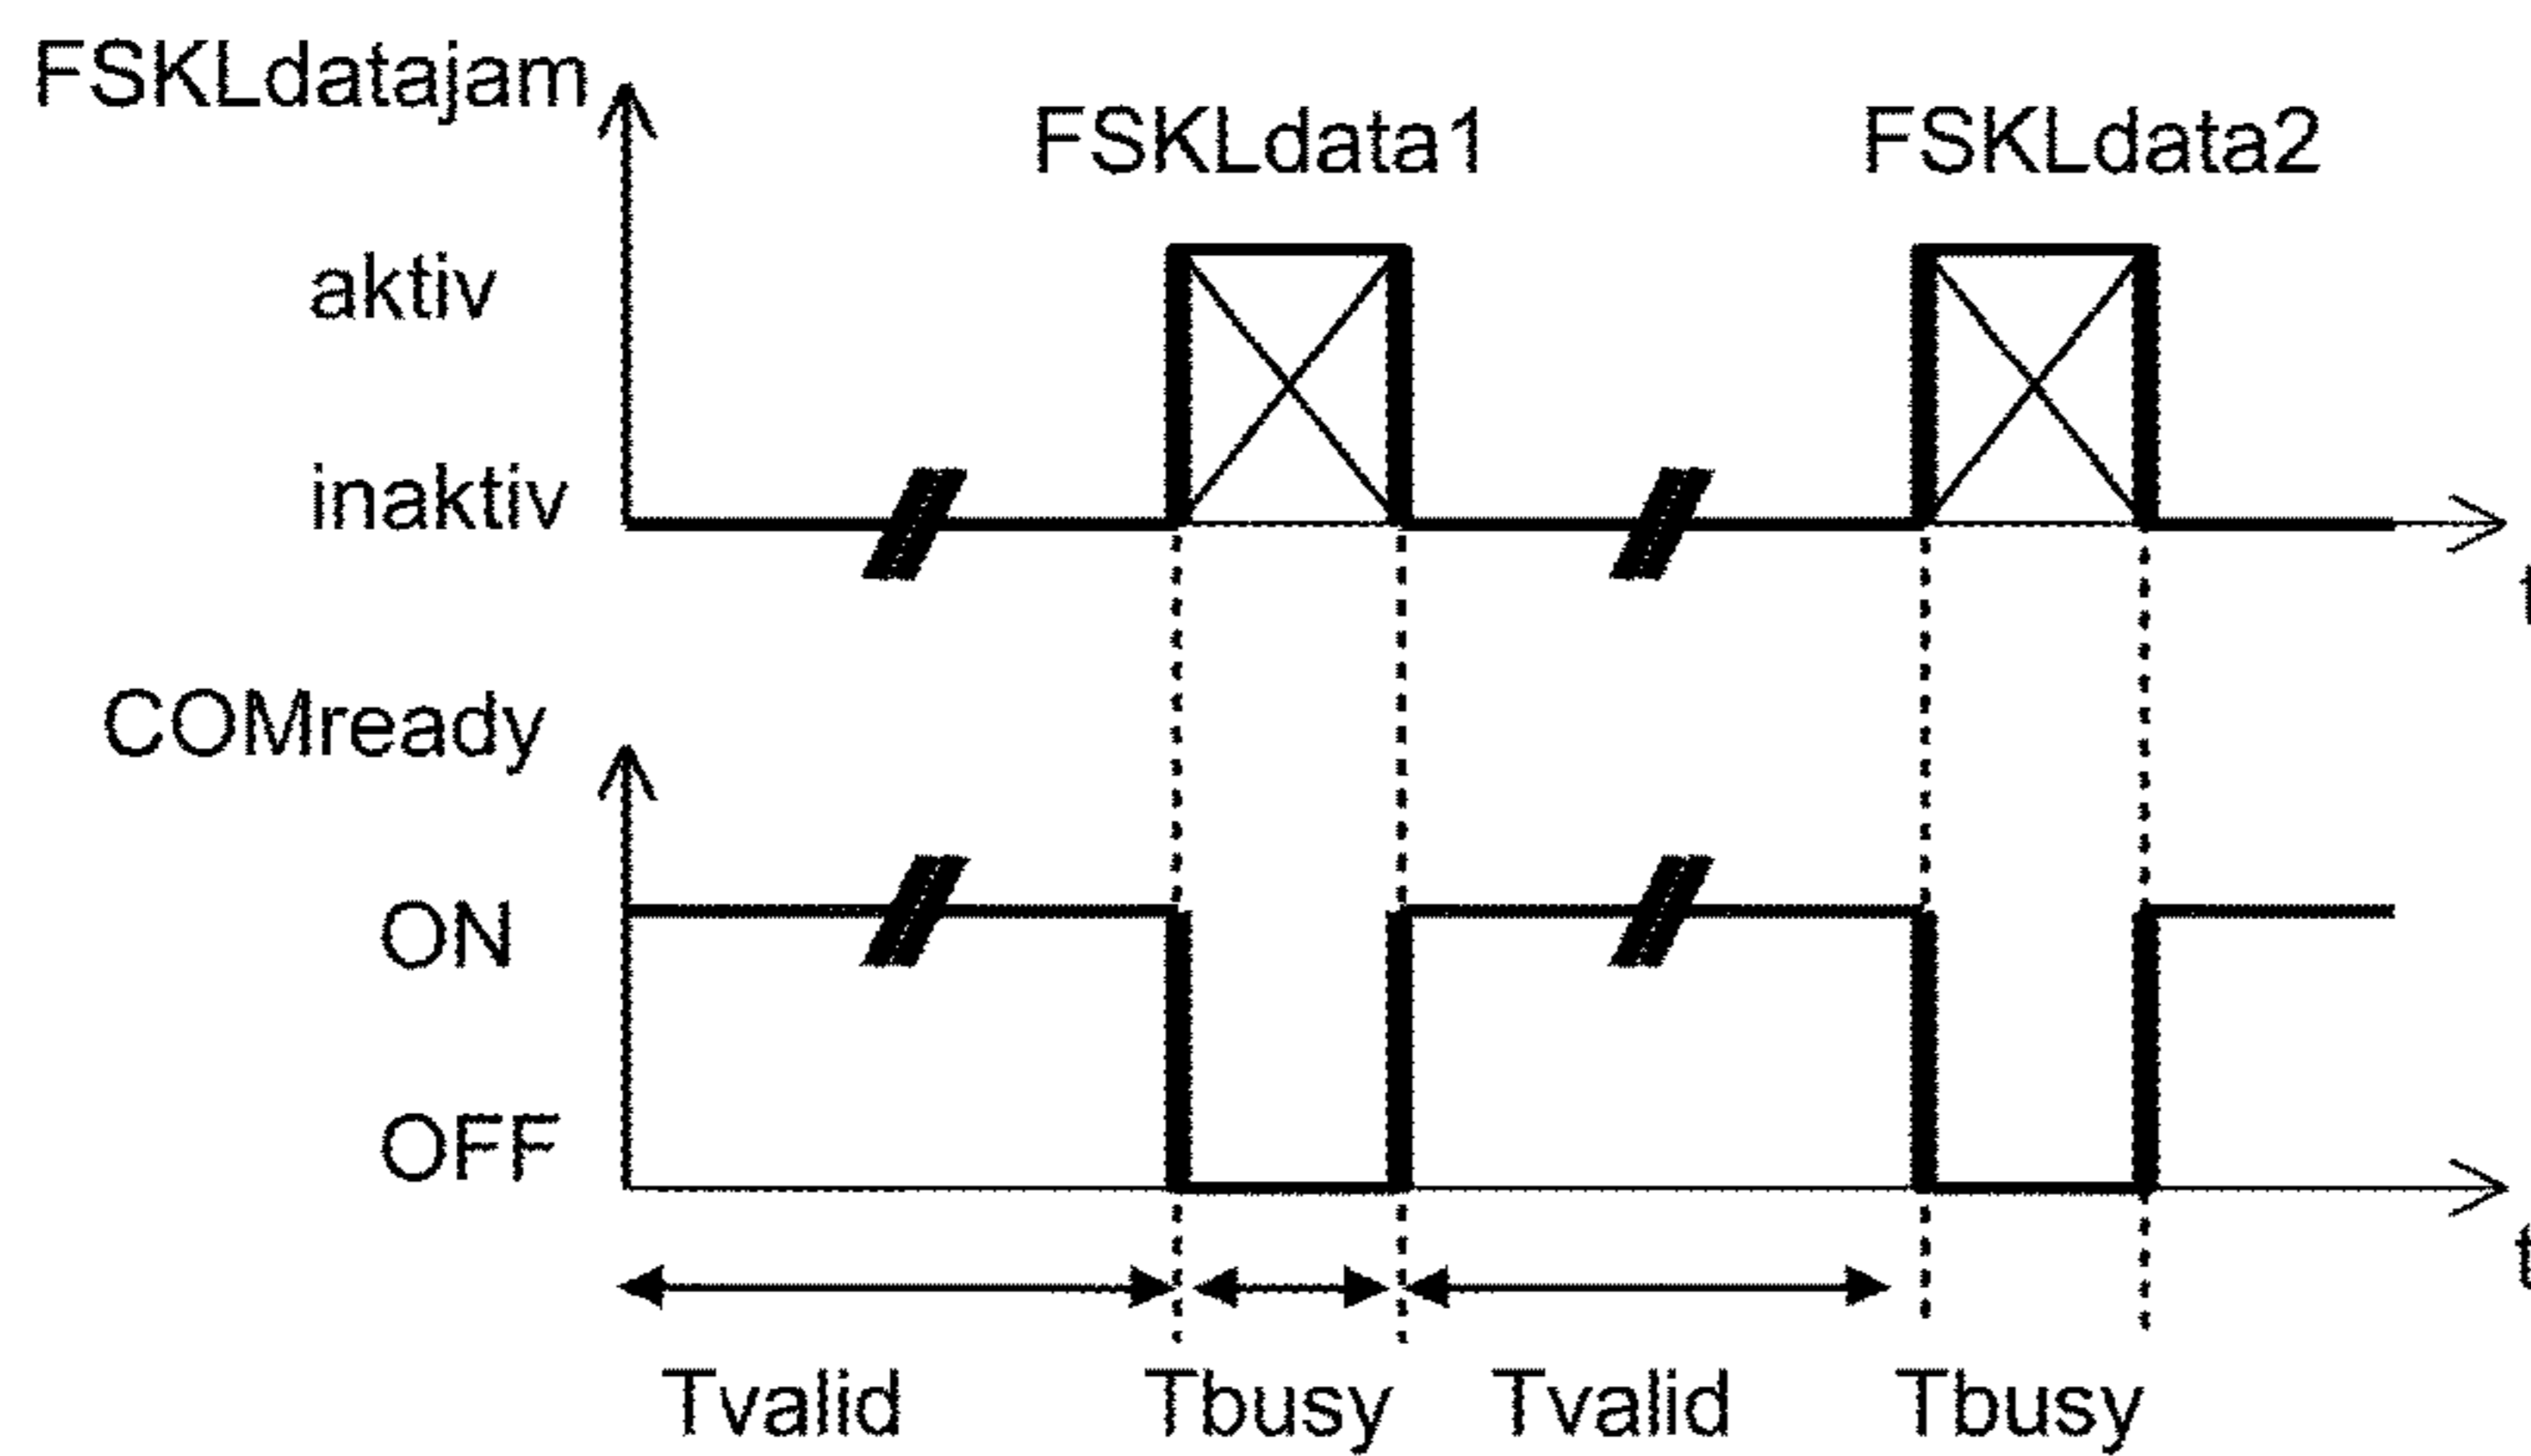 FSKLdatajam
FSKLdata1 FSKLdata2
aktiv
inaktiv
t
COMready
ON
OFF
t
Tvalid Tbusy Tvalid Tbusy